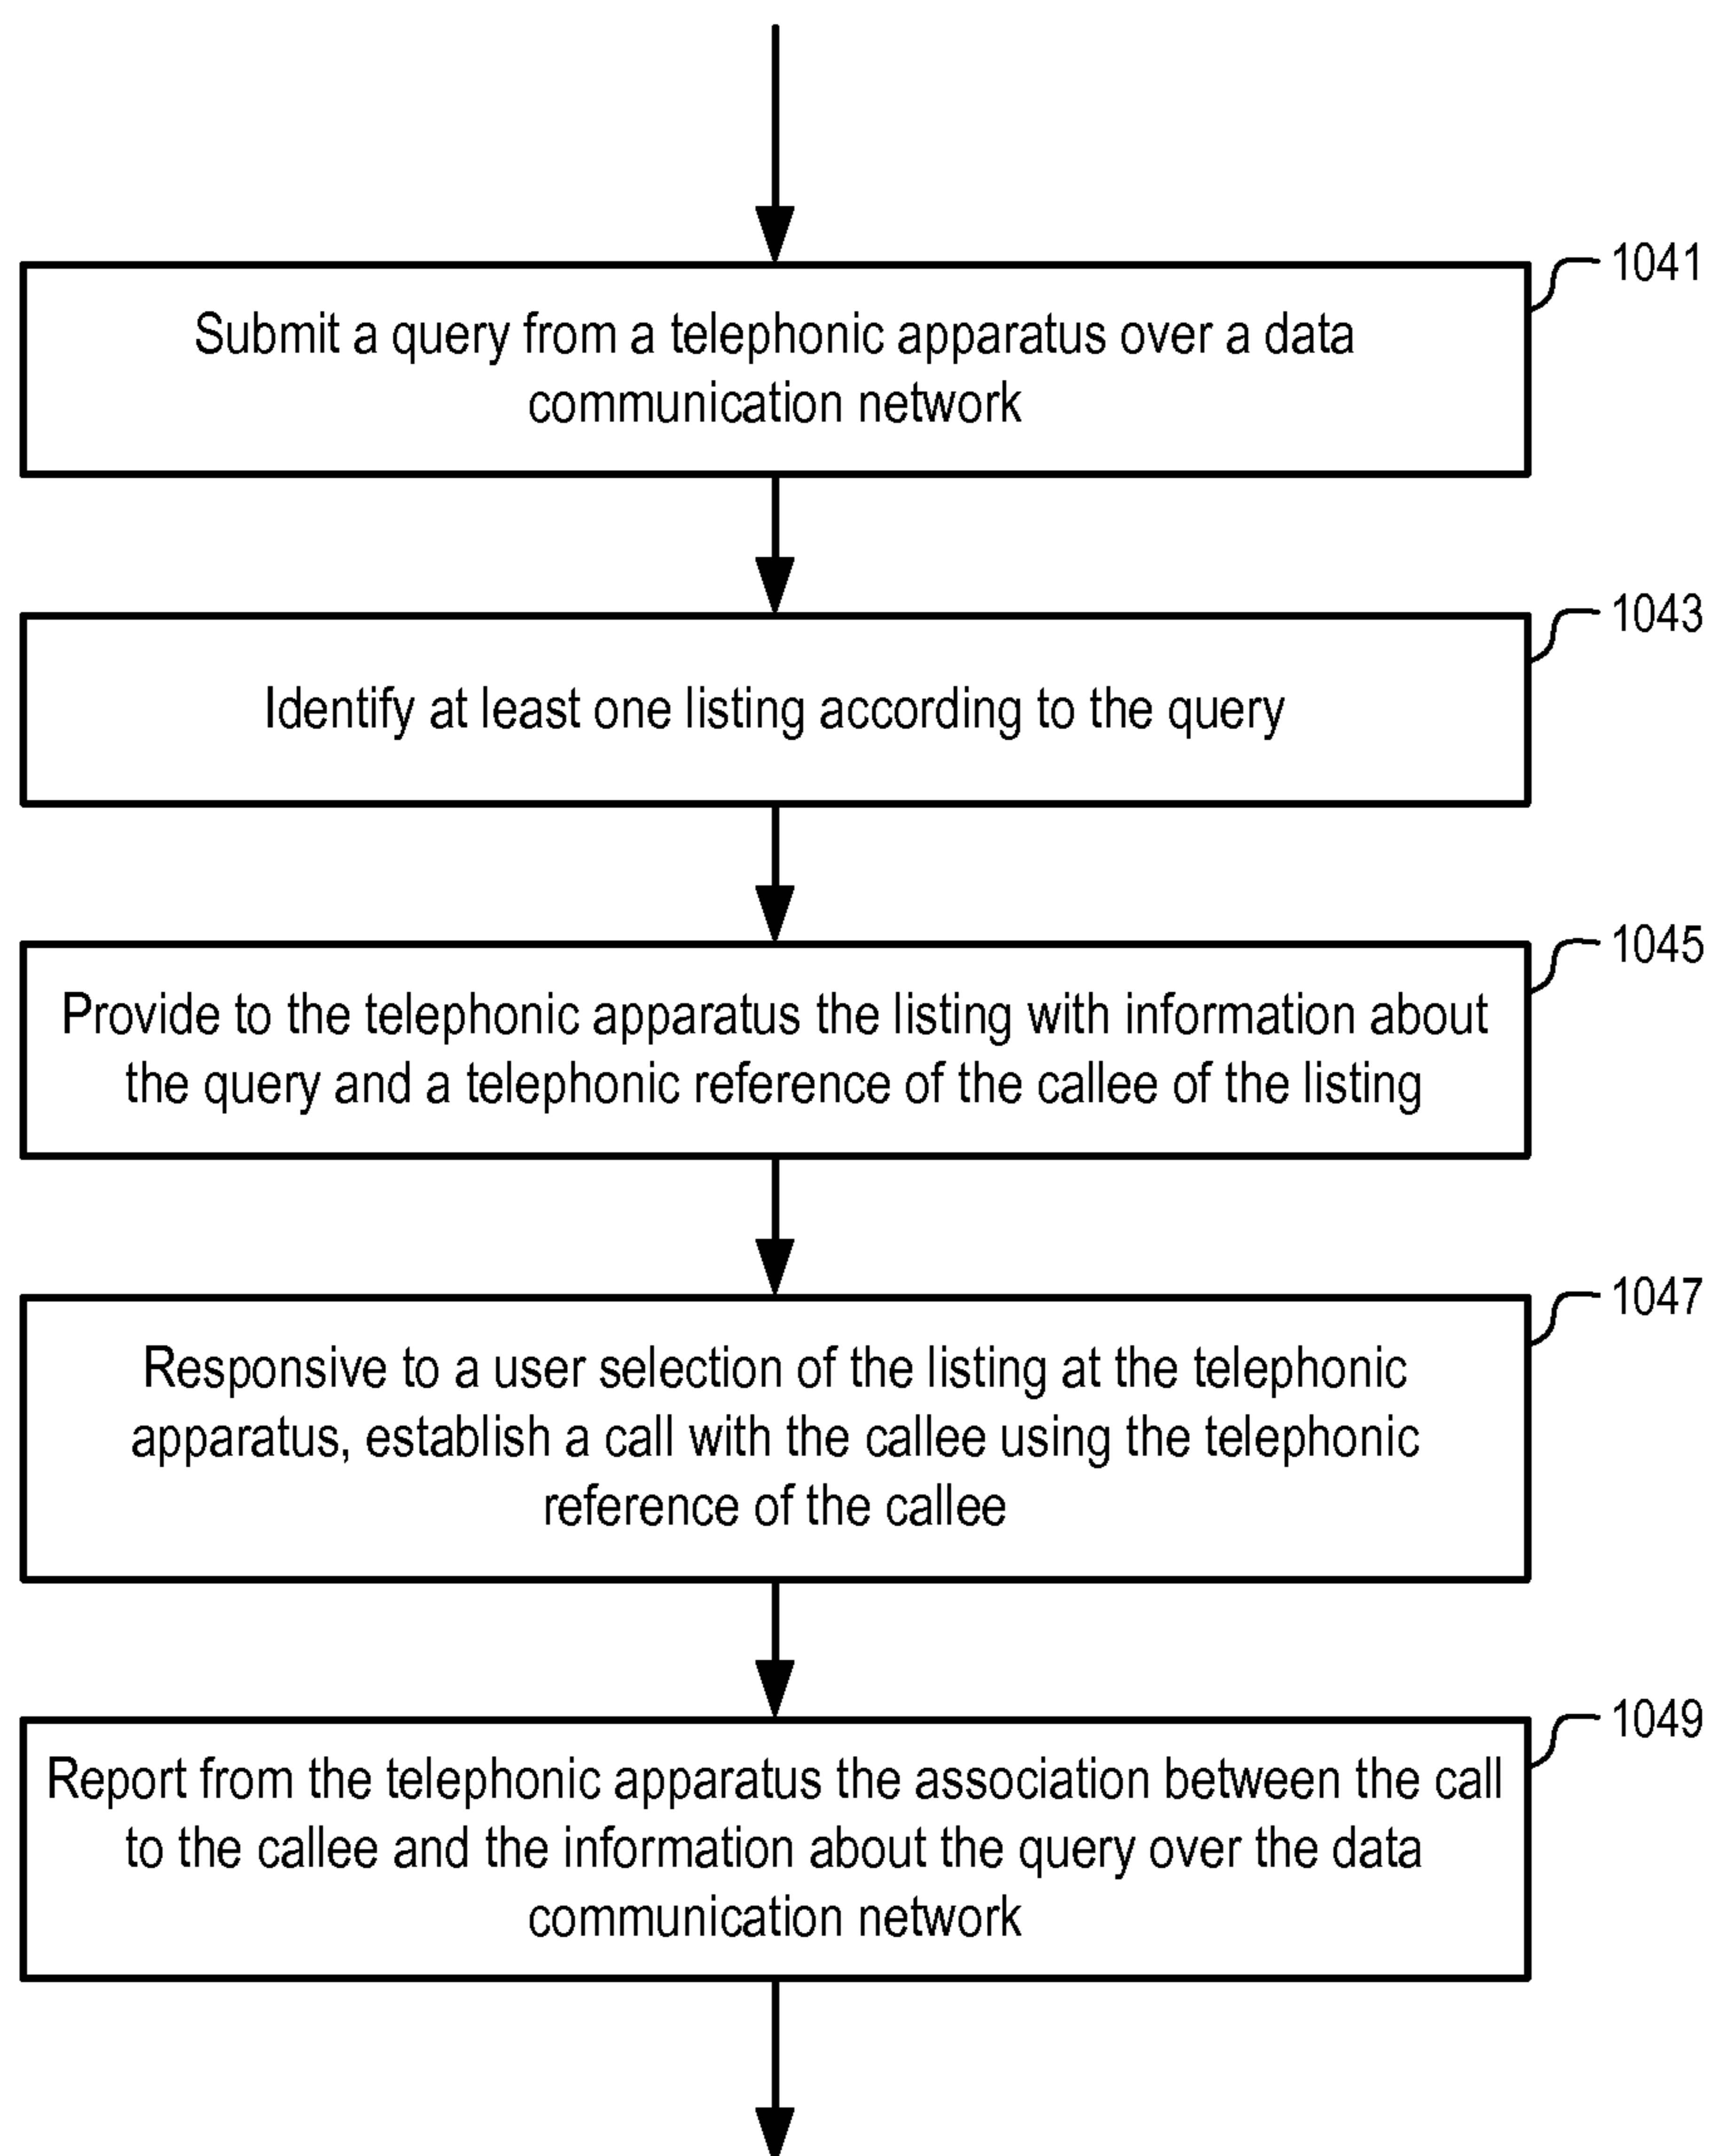 1041
Submit a query from a telephonic apparatus over a data
communication network
1043
Identify at least one listing according to the query
1045
Provide to the telephonic apparatus the listing with information about
the query and a telephonic reference of the callee of the listing
1047
Responsive to a user selection of the listing at the telephonic
apparatus, establish a call with the callee using the telephonic
reference of the callee
1049
Report from the telephonic apparatus the association between the call
to the callee and the information about the query over the data
communication network